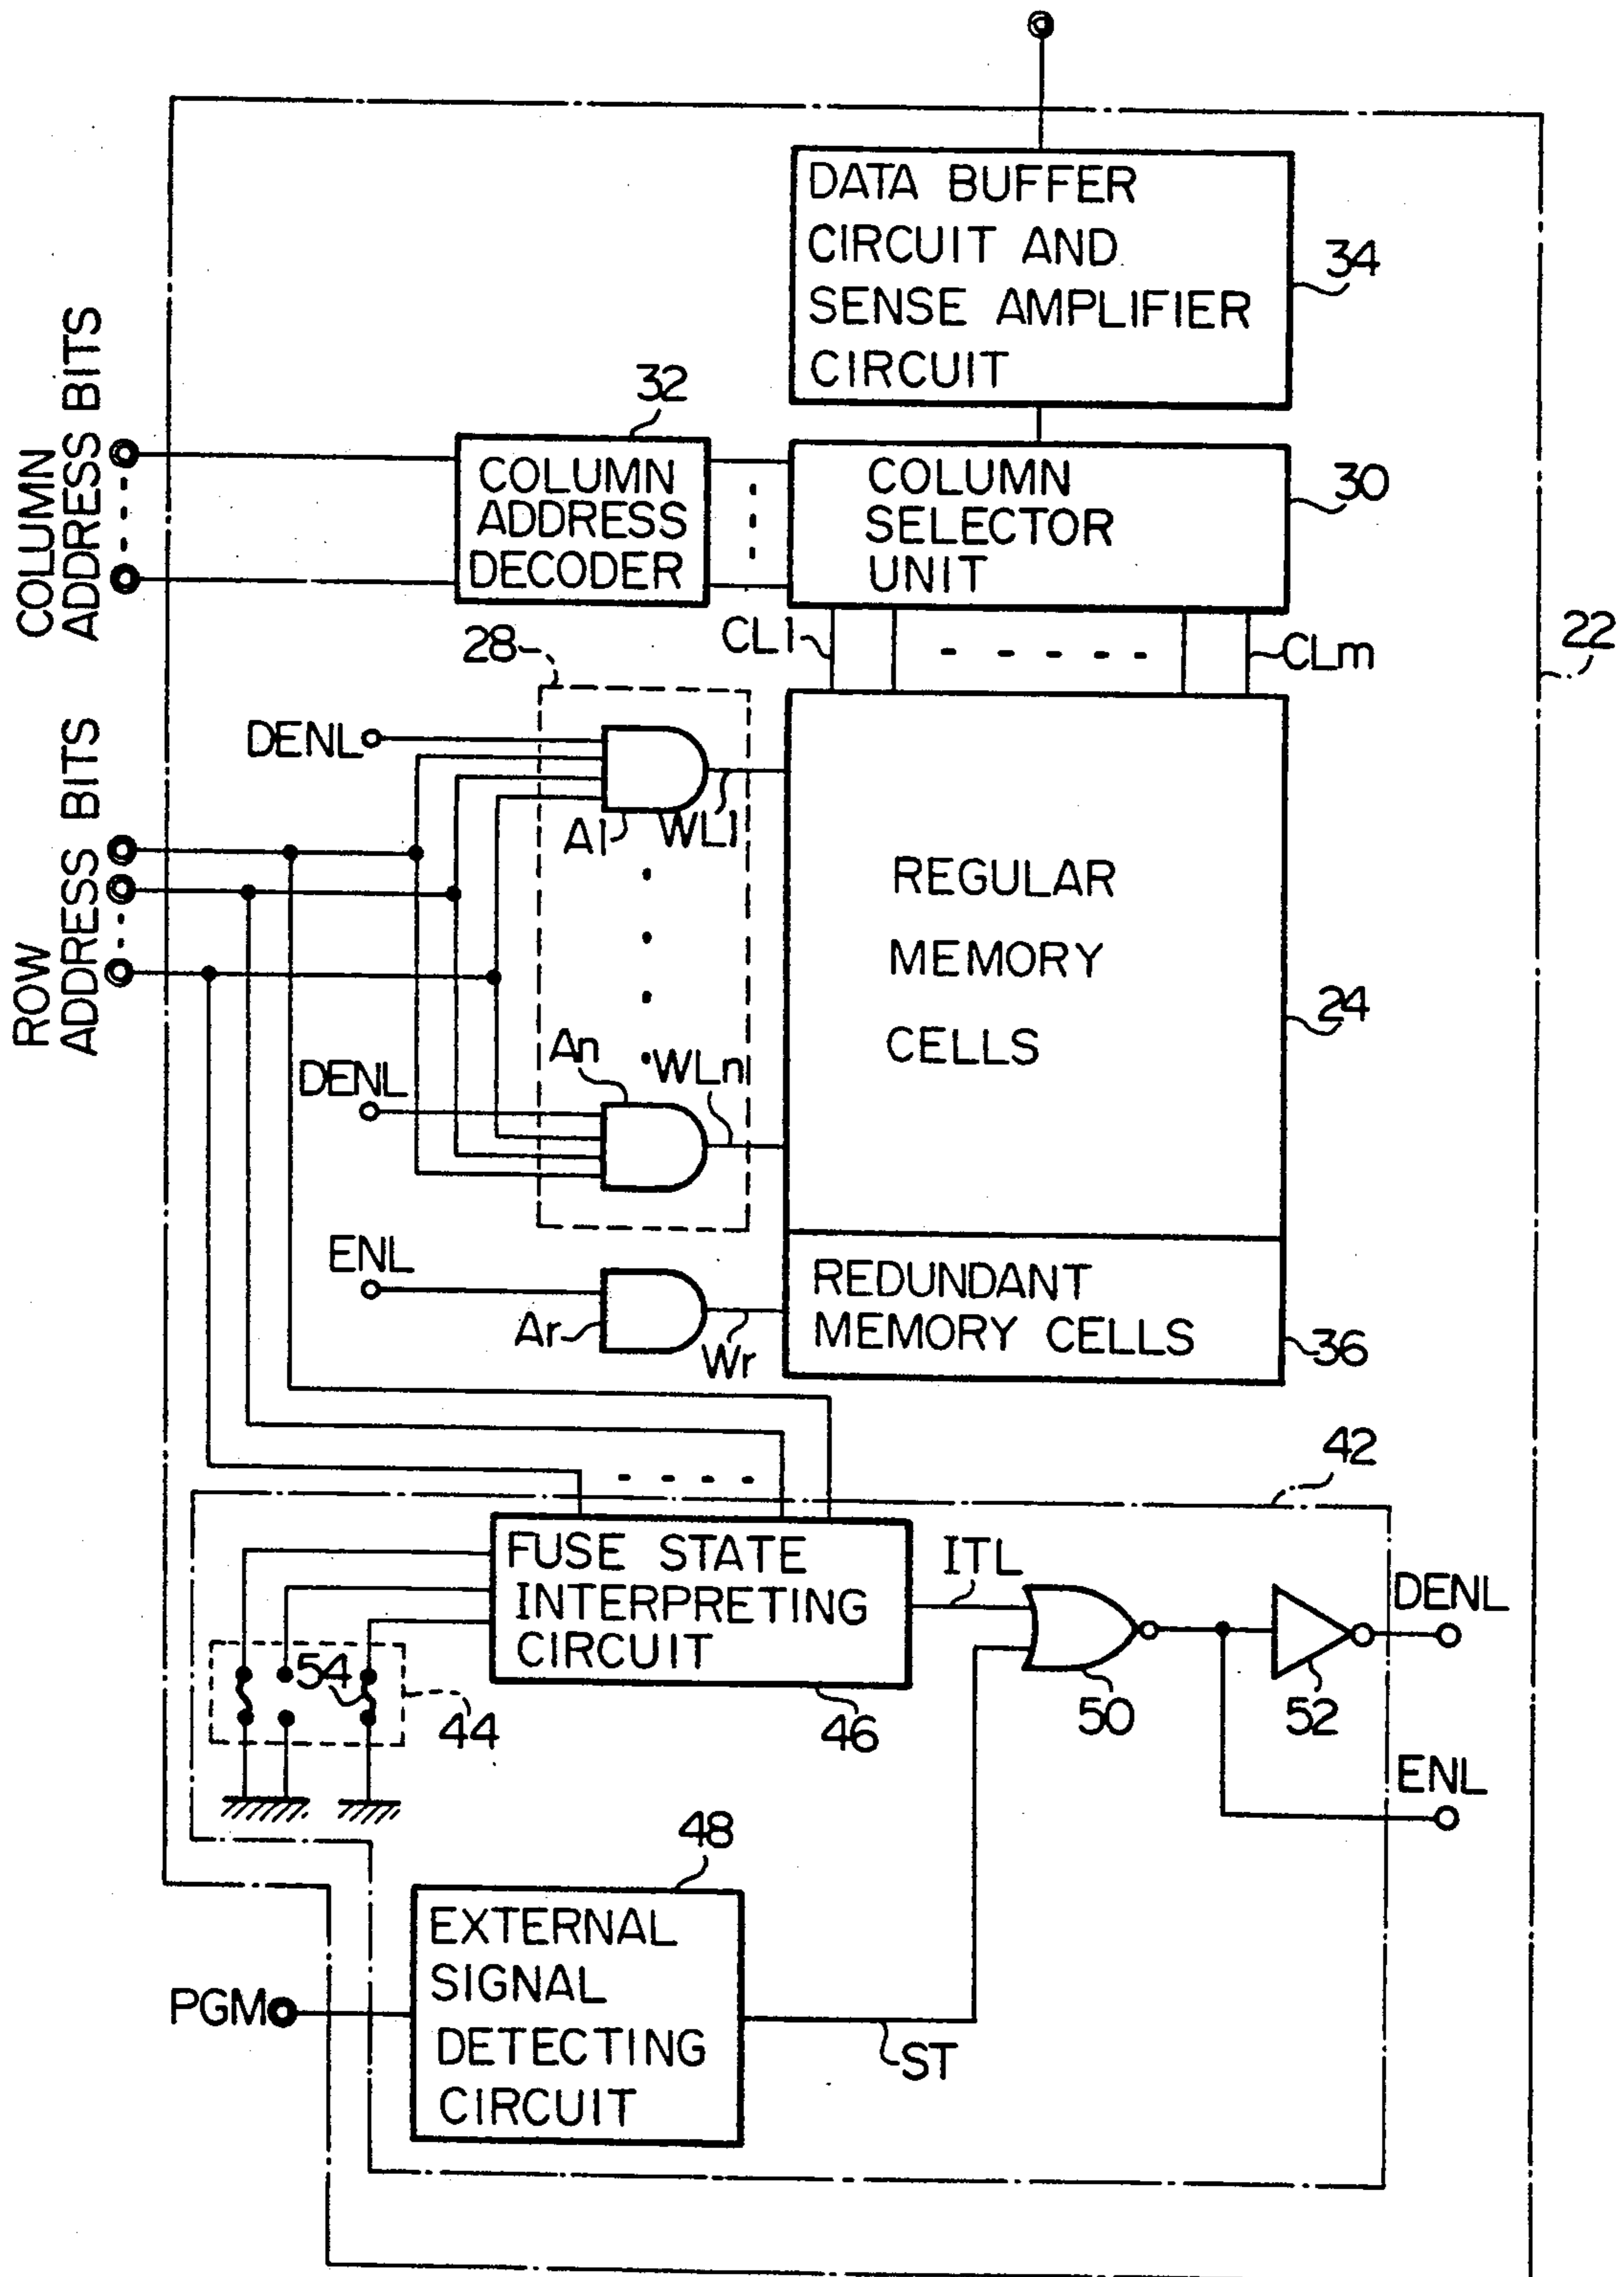 DATA BUFFER
CIRCUIT AND
SENSE AMPLIFIER
CIRCUIT
34
COLUMN
ADDRESS BITS
32
COLUMN
ADDRESS
DECODER
COLUMN
SELECTOR
UNIT
30
28
CL1
CLm
22
ROW
ADDRESS BITS
DENL
A1
WL1
REGULAR
MEMORY
CELLS
24
An
WLn
DENL
ENL
Ar
Wr
REDUNDANT
MEMORY CELLS
36
42
FUSE STATE
INTERPRETING
CIRCUIT
46
ITL
50
52
DENL
ENL
54
44
48
EXTERNAL
SIGNAL
DETECTING
CIRCUIT
PGM
ST